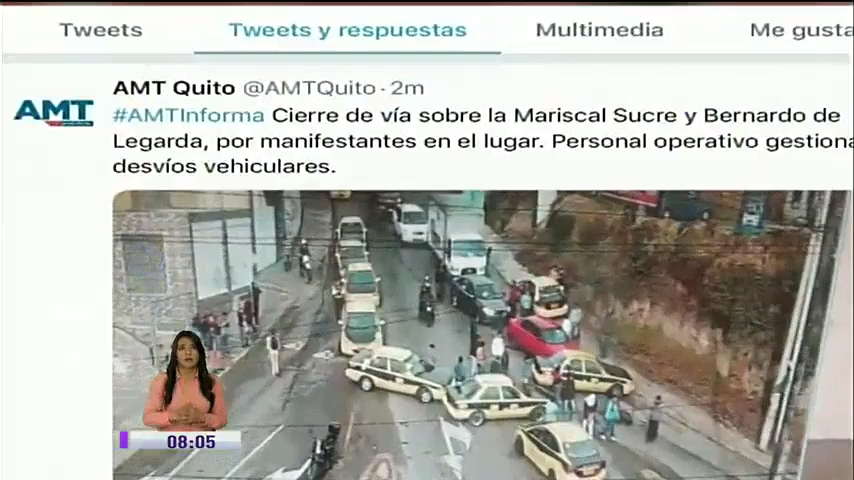 Tweets Tweets y respuestas Multimedia Me gusta
AMT AMT Quito @AMTQuito · 2m
#AMTInforma Cierre de vía sobre la Mariscal Sucre y Bernardo de
Legarda, por manifestantes en el lugar. Personal operativo gestiona
desvíos vehiculares.
08:05